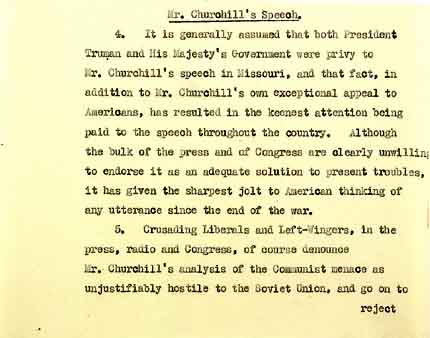 Mr. Churchill's Speech.
4. It is generally assumed that both President
Truman and His Majesty's Government were privy to
Mr. Churchill's speech in Missouri, and that fact, in
addition to Mr. Churchill's own exceptional appeal to
Americans, has resulted in the keenest attention being
paid to the speech throughout the country. Although
the bulk of the press and of Congress are clearly unwilling
to endorse it as an adequate solution to present troubles,
it has given the sharpest jolt to American thinking of
any utterance since the end of the war.
5. Crusading Liberals and Left-Wingers, in the
press, radio and Congress, of course denounce
Mr. Churchill's analysis of the Communist menace as
unjustifiably hostile to the Soviet Union, and go on to
reject